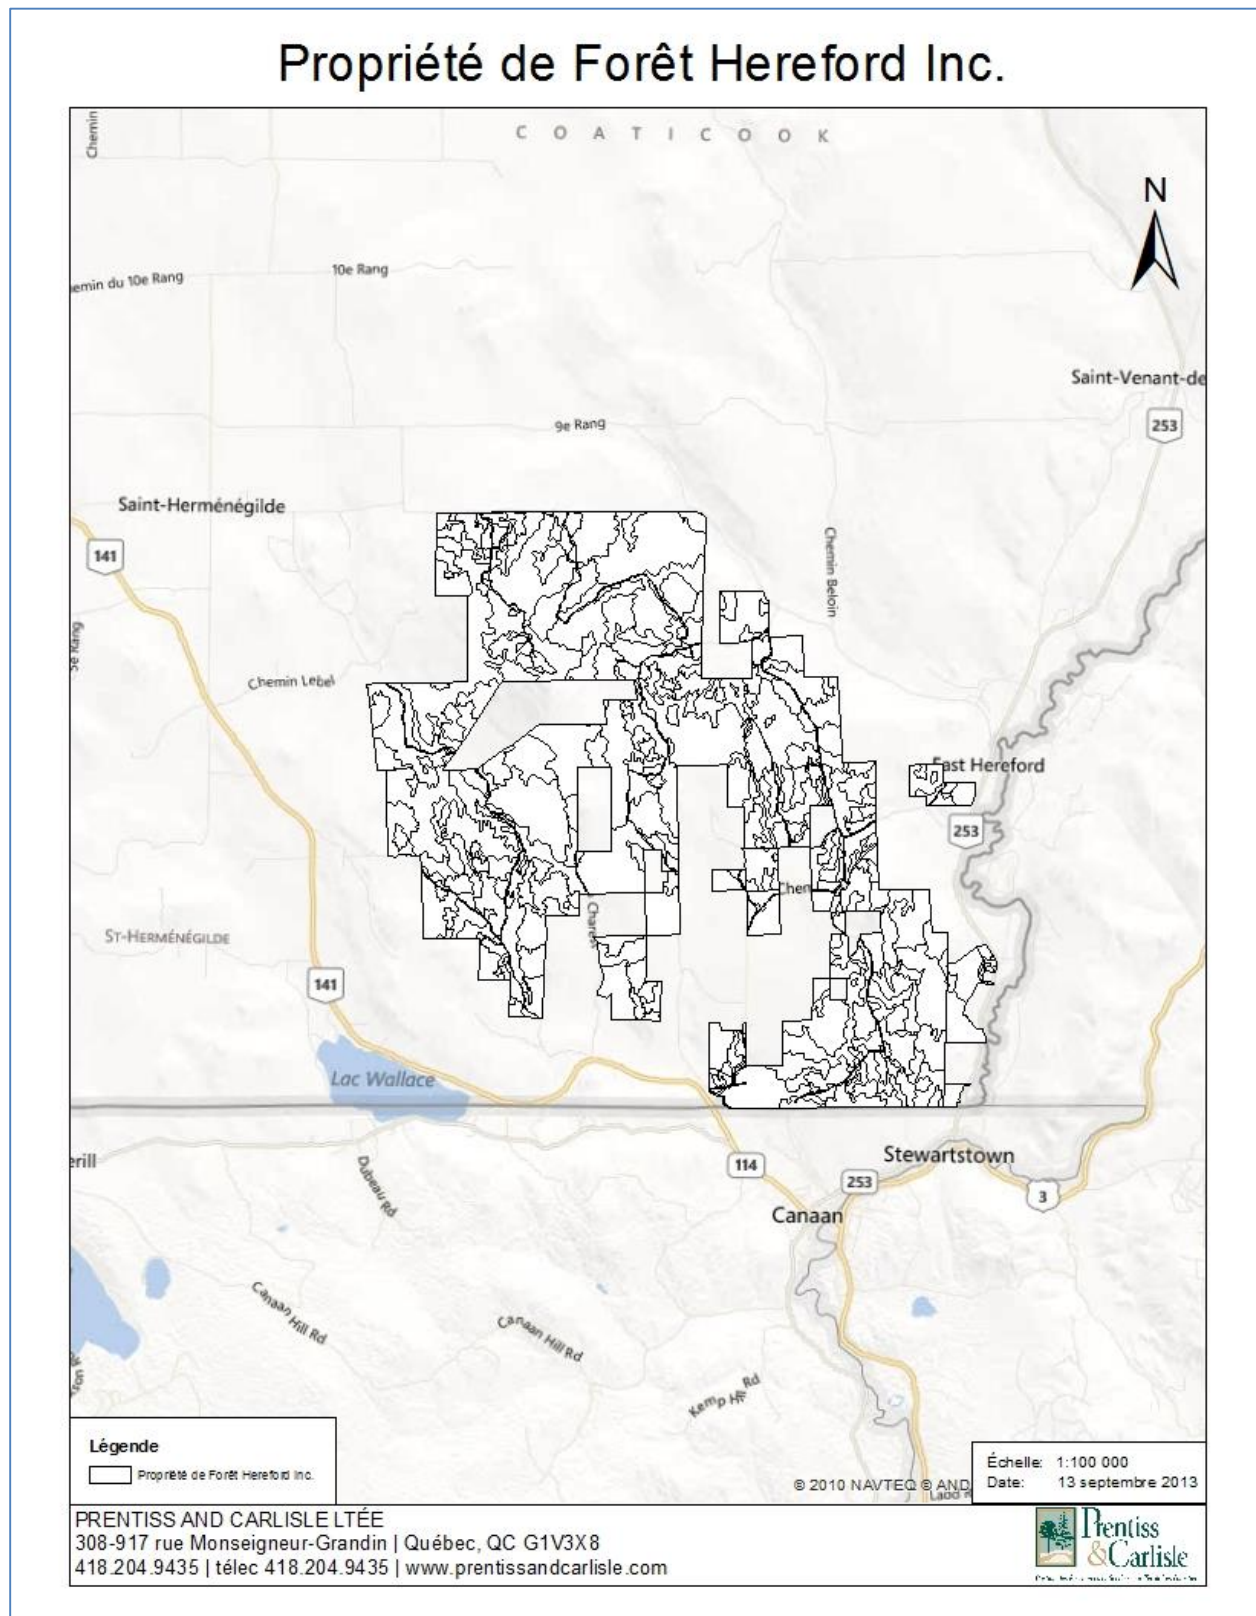 Propriété de Forêt Hereford Inc.
Chemin
COATICOOK
N
10e Rang
emin du 10e Rang
Saint-Venant-de
9e Rang
253
Saint-Herménégilde
141
Chemin Beloin
5e Rang
Chemin Lebel
East Hereford
253
Chem
Charest
ST-HERMÉNÉGILDE
141
Lac Wallace
erill
Dubeau Rd
114
Stewartstown
253
3
Canaan
Canaan Hill Rd
Canaan Hill Rd
Kemp Hill Rd
Légende
Propriété de Forêt Hereford Inc.
© 2010 NAVTEQ © AND
Échelle: 1:100 000
Date: 13 septembre 2013
PRENTISS AND CARLISLE LTÉE
308-917 rue Monseigneur-Grandin | Québec, QC G1V3X8
418.204.9435 | télec 418.204.9435 | www.prentissandcarlisle.com
Prentiss
&Carlisle